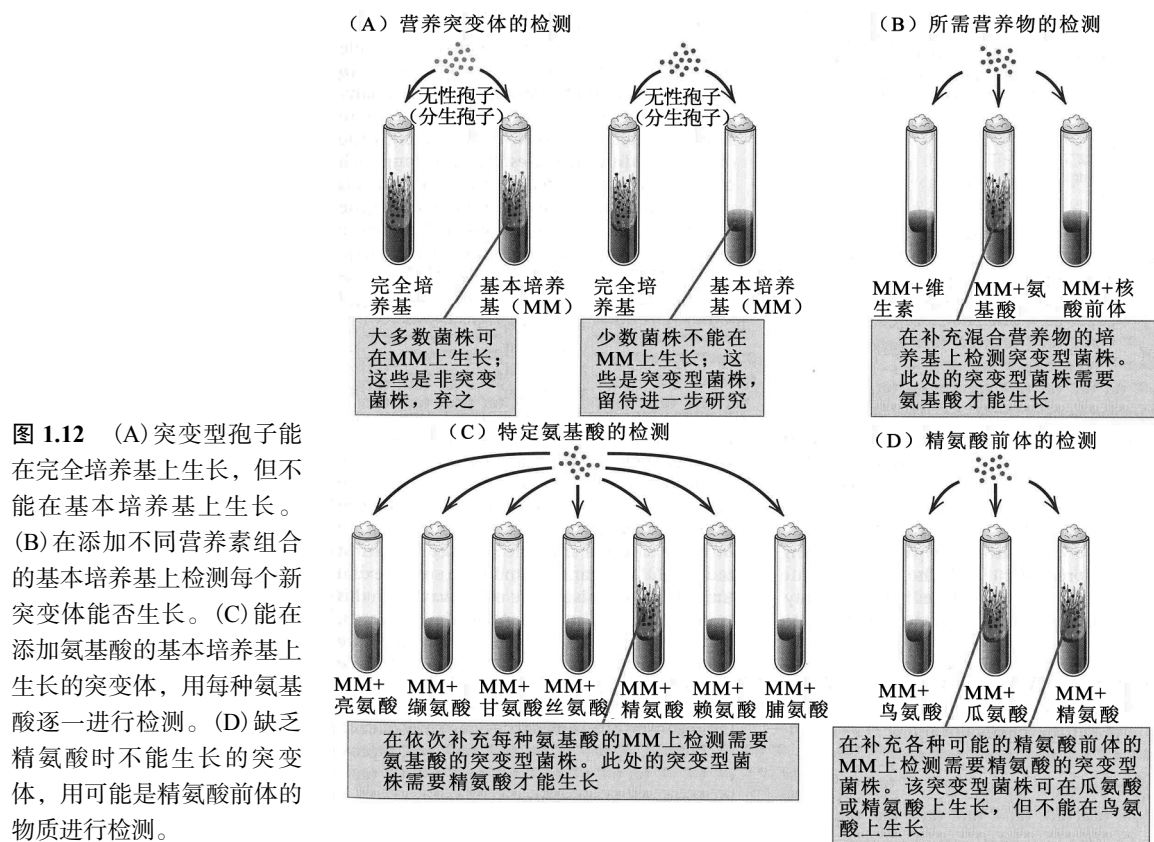 (A) 营养突变体的检测
无性孢子
(分生孢子)
完全培
养基
基本培养
基(MM)
大多数菌株可
在MM上生长；
这些是非突变
菌株，弃之
无性孢子
(分生孢子)
完全培
养基
基本培养
基(MM)
少数菌株不能在
MM上生长；这
些是突变型菌株，
留待进一步研究
(B) 所需营养物的检测
MM+维
生素
MM+氨
基酸
MM+核
酸前体
在补充混合营养物的培
养基上检测突变型菌株。
此处的突变型菌株需要
氨基酸才能生长
(C) 特定氨基酸的检测
MM+
亮氨酸
MM+
缬氨酸
MM+
甘氨酸
MM+
丝氨酸
MM+
精氨酸
MM+
赖氨酸
MM+
脯氨酸
在依次补充每种氨基酸的MM上检测需要
氨基酸的突变型菌株。此处的突变型菌
株需要精氨酸才能生长
(D) 精氨酸前体的检测
MM+
鸟氨酸
MM+
瓜氨酸
MM+
精氨酸
在补充各种可能的精氨酸前体的
MM上检测需要精氨酸的突变型
菌株。该突变型菌株可在瓜氨酸
或精氨酸上生长，但不能在鸟氨
酸上生长
图 1.12 (A)突变型孢子能
在完全培养基上生长，但不
能在基本培养基上生长。
(B)在添加不同营养素组合
的基本培养基上检测每个新
突变体能否生长。(C)能在
添加氨基酸的基本培养基上
生长的突变体，用每种氨基
酸逐一进行检测。(D)缺乏
精氨酸时不能生长的突变
体，用可能是精氨酸前体的
物质进行检测。